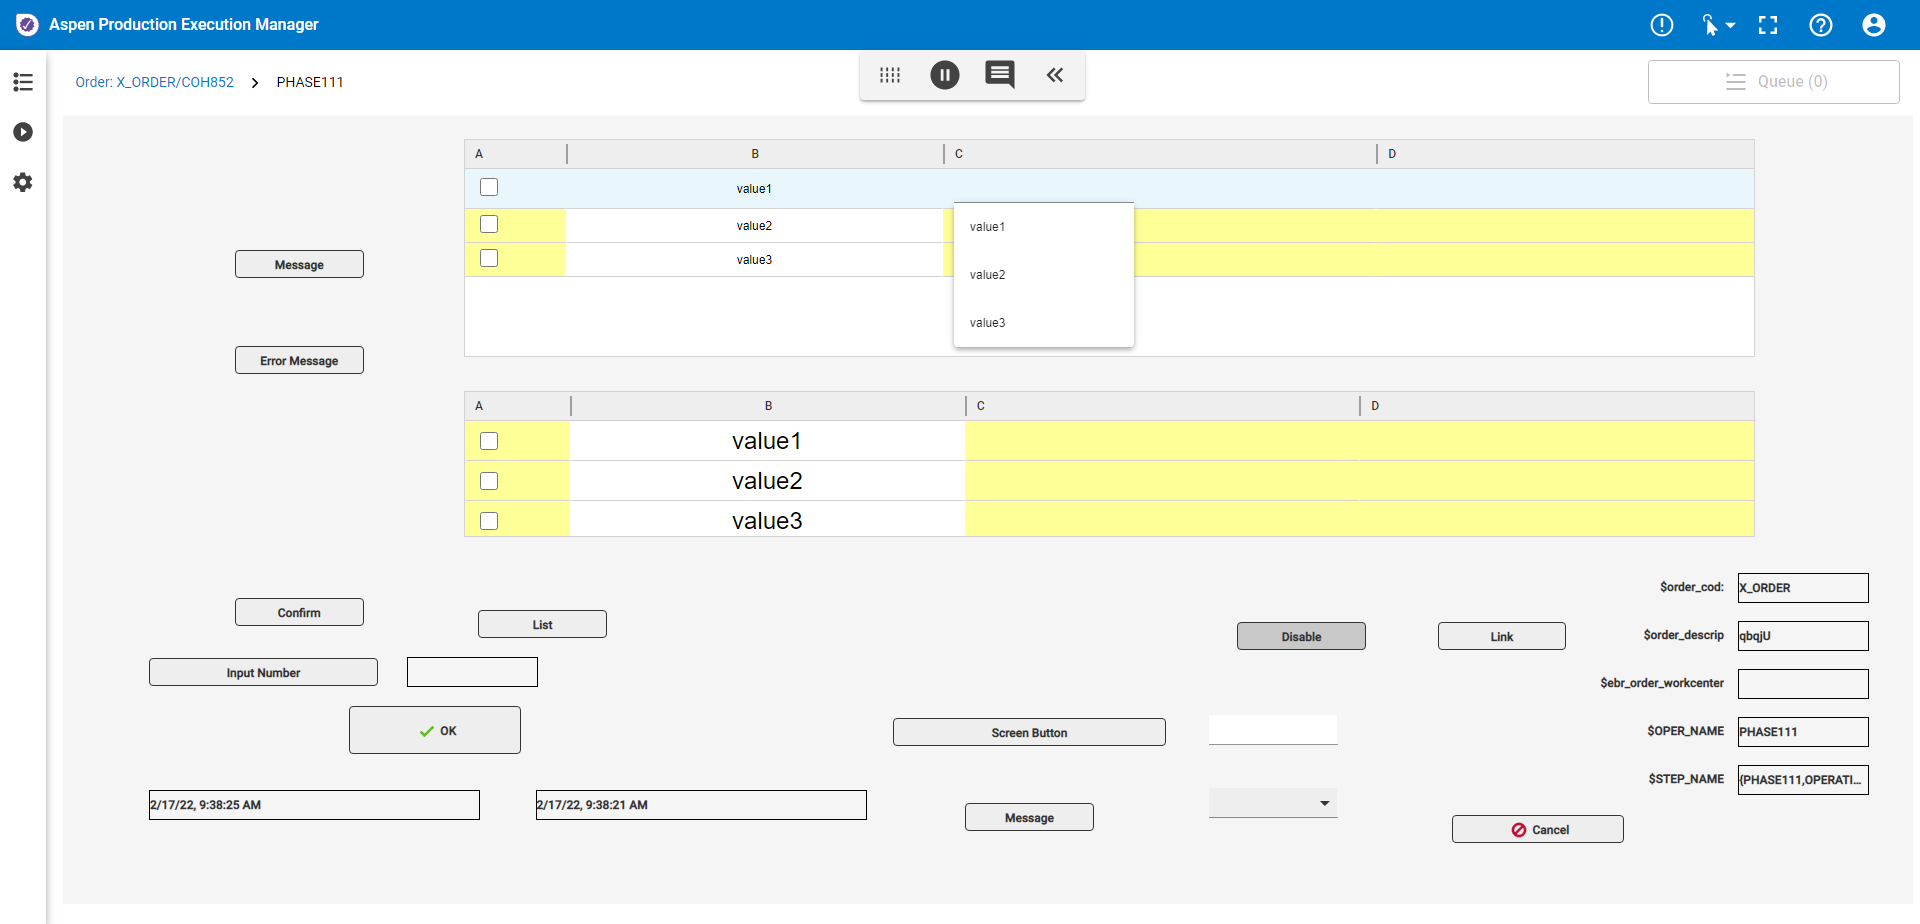 Aspen Production Execution Manager
Order: X_ORDER/COH852
PHASE111
Queue (0)
A B C D
value1
value2
value3
value1
value2
value3
Message
Error Message
A B C D
value1
value2
value3
Confirm
List
Input Number
OK
2/17/22, 9:38:25 AM
2/17/22, 9:38:21 AM
Screen Button
Message
Disable
Link
$order_cod: X_ORDER
$order_descrip qbqjU
$ebr_order_workcenter
$OPER_NAME PHASE111
$STEP_NAME {PHASE111,OPERATI...
Cancel